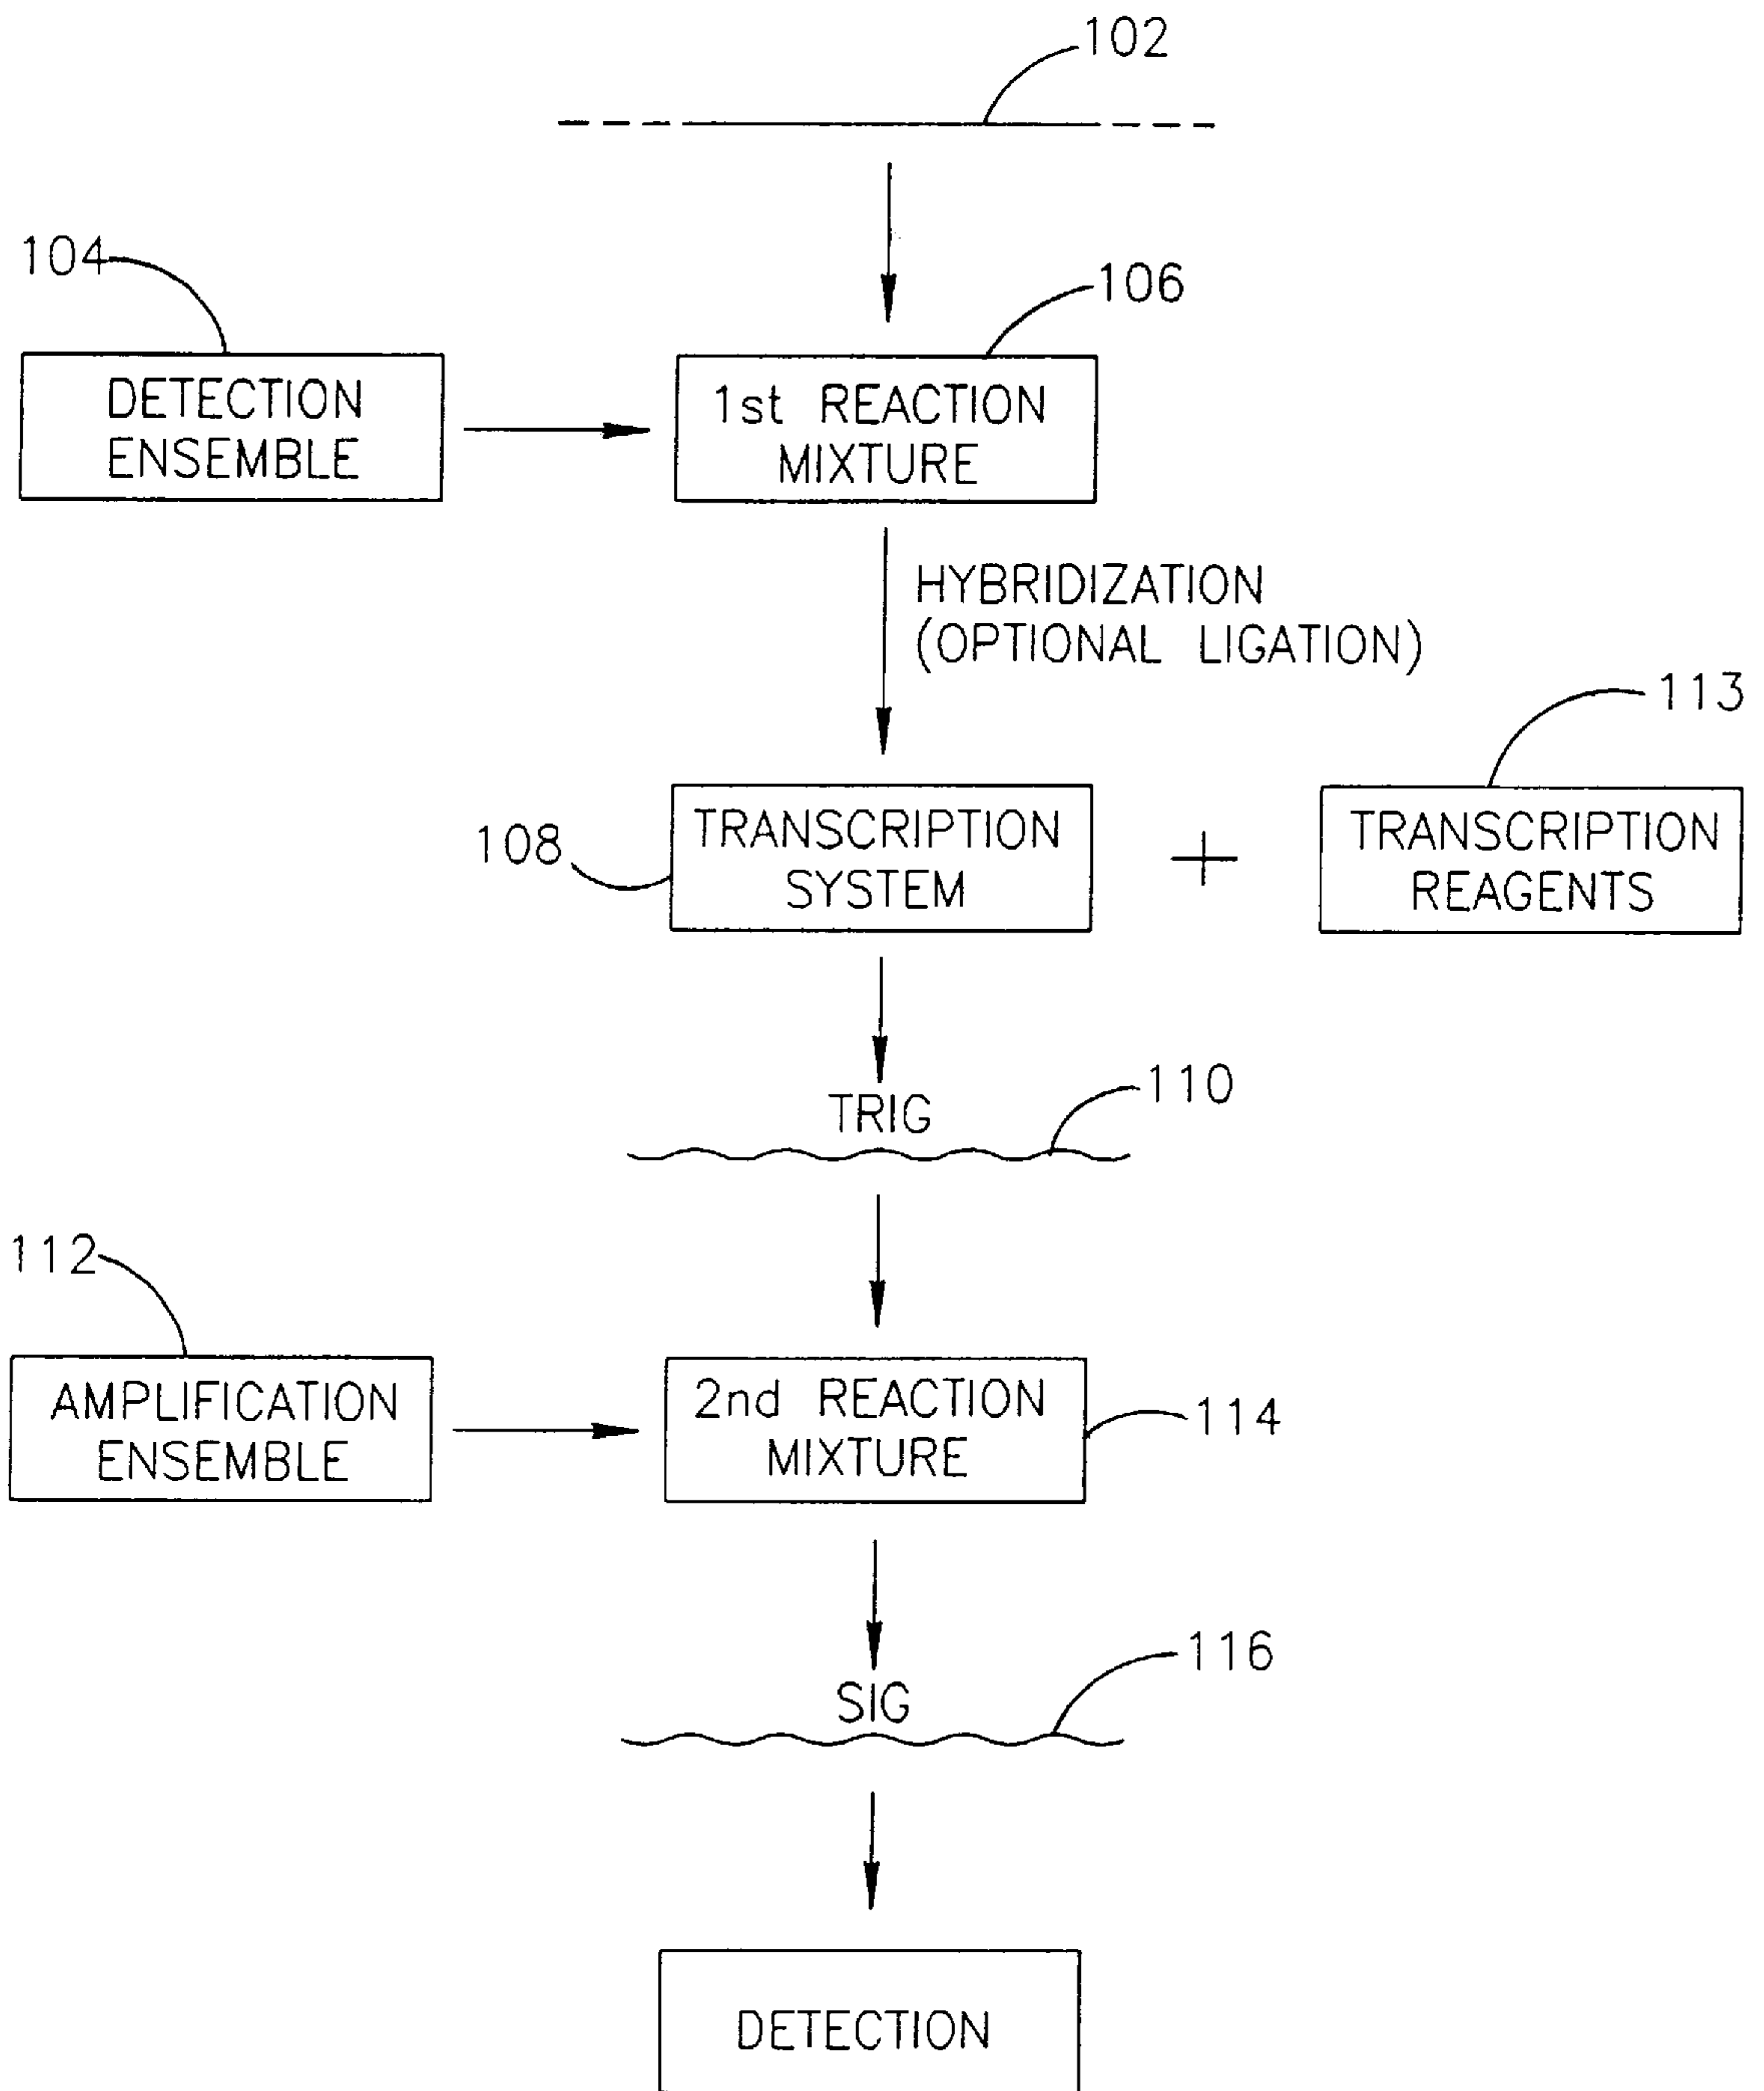 102
104
106
DETECTION
ENSEMBLE
1st REACTION
MIXTURE
HYBRIDIZATION
(OPTIONAL LIGATION)
113
108
TRANSCRIPTION
SYSTEM
+
TRANSCRIPTION
REAGENTS
TRIG
110
112
AMPLIFICATION
ENSEMBLE
2nd REACTION
MIXTURE
114
116
SIG
DETECTION